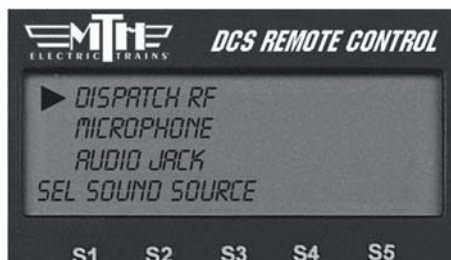 MTH
ELECTRIC TRAINS
DCS REMOTE CONTROL
DISPATCH RF
MICROPHONE
AUDIO JACK
SEL SOUND SOURCE
S1 S2 S3 S4 S5